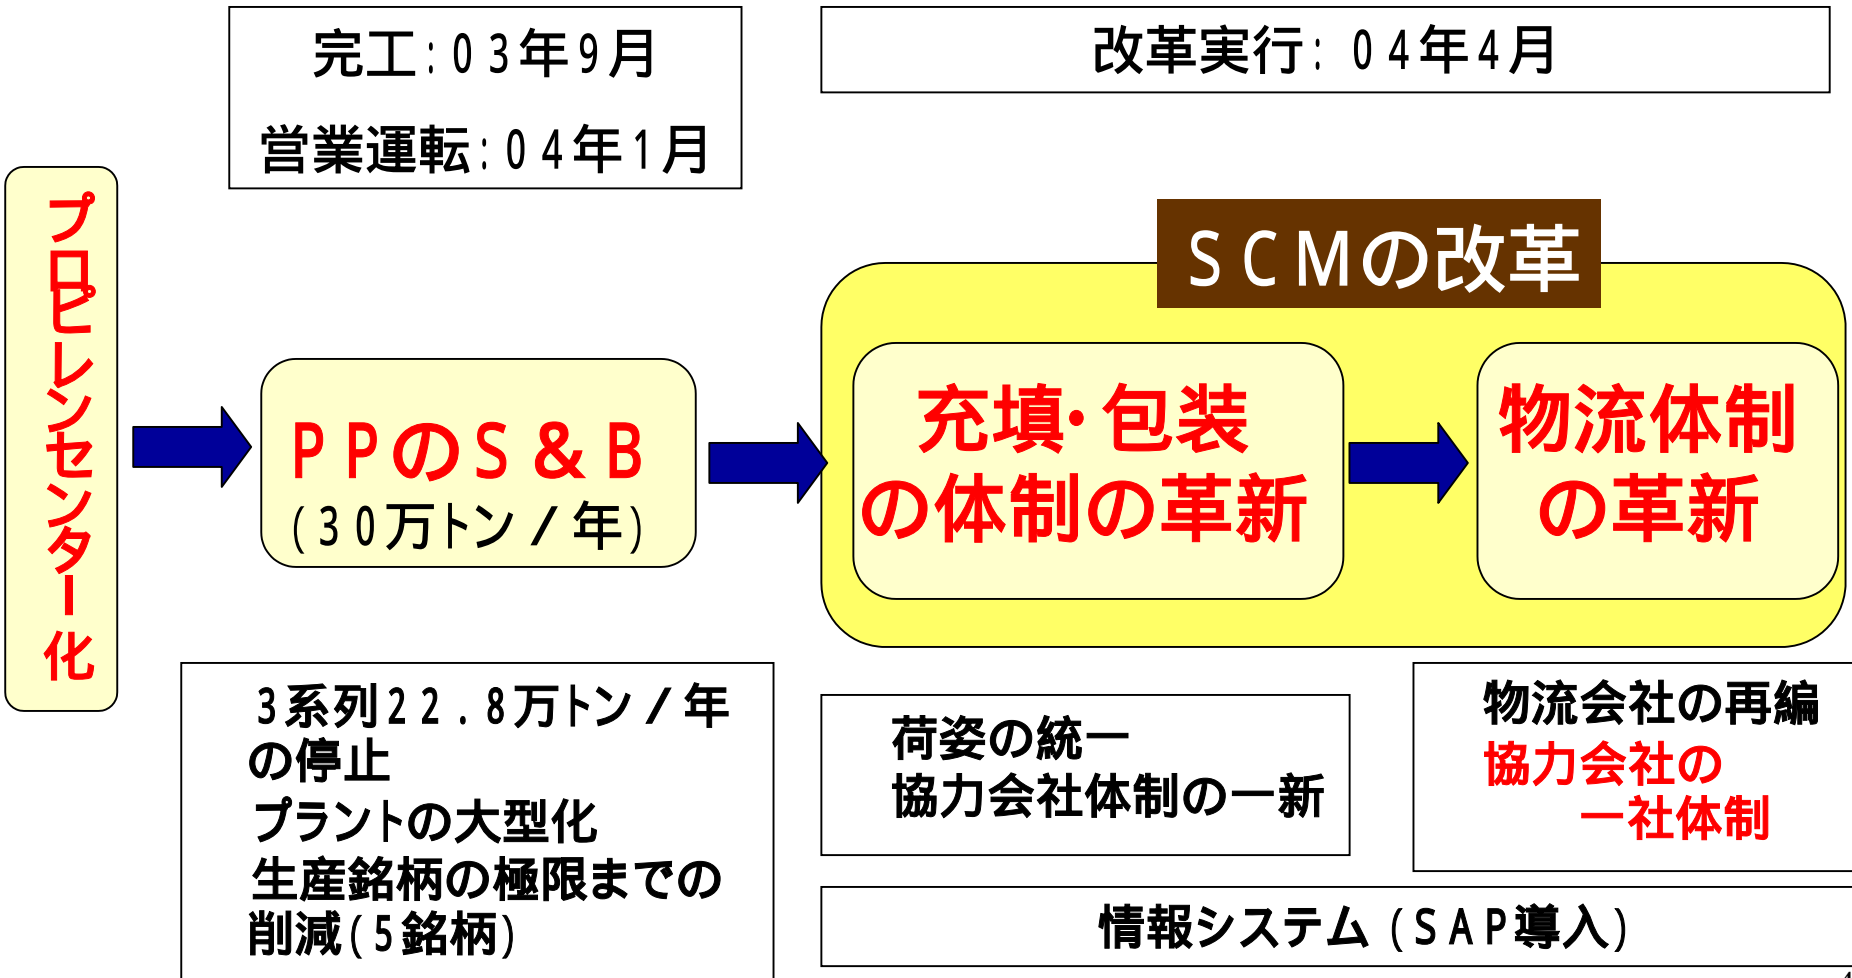 完工:03年9月
営業運転:04年1月
改革実行: 04年4月
プロピレンセンター化
SCMの改革
PPのS&B
(30万トン/年)
充填・包装
の体制の革新
物流体制
の革新
3系列22.8万トン/年
の停止
プラントの大型化
生産銘柄の極限までの
削減(5銘柄)
荷姿の統一
協力会社体制の一新
物流会社の再編
協力会社の
一社体制
情報システム(SAP導入)